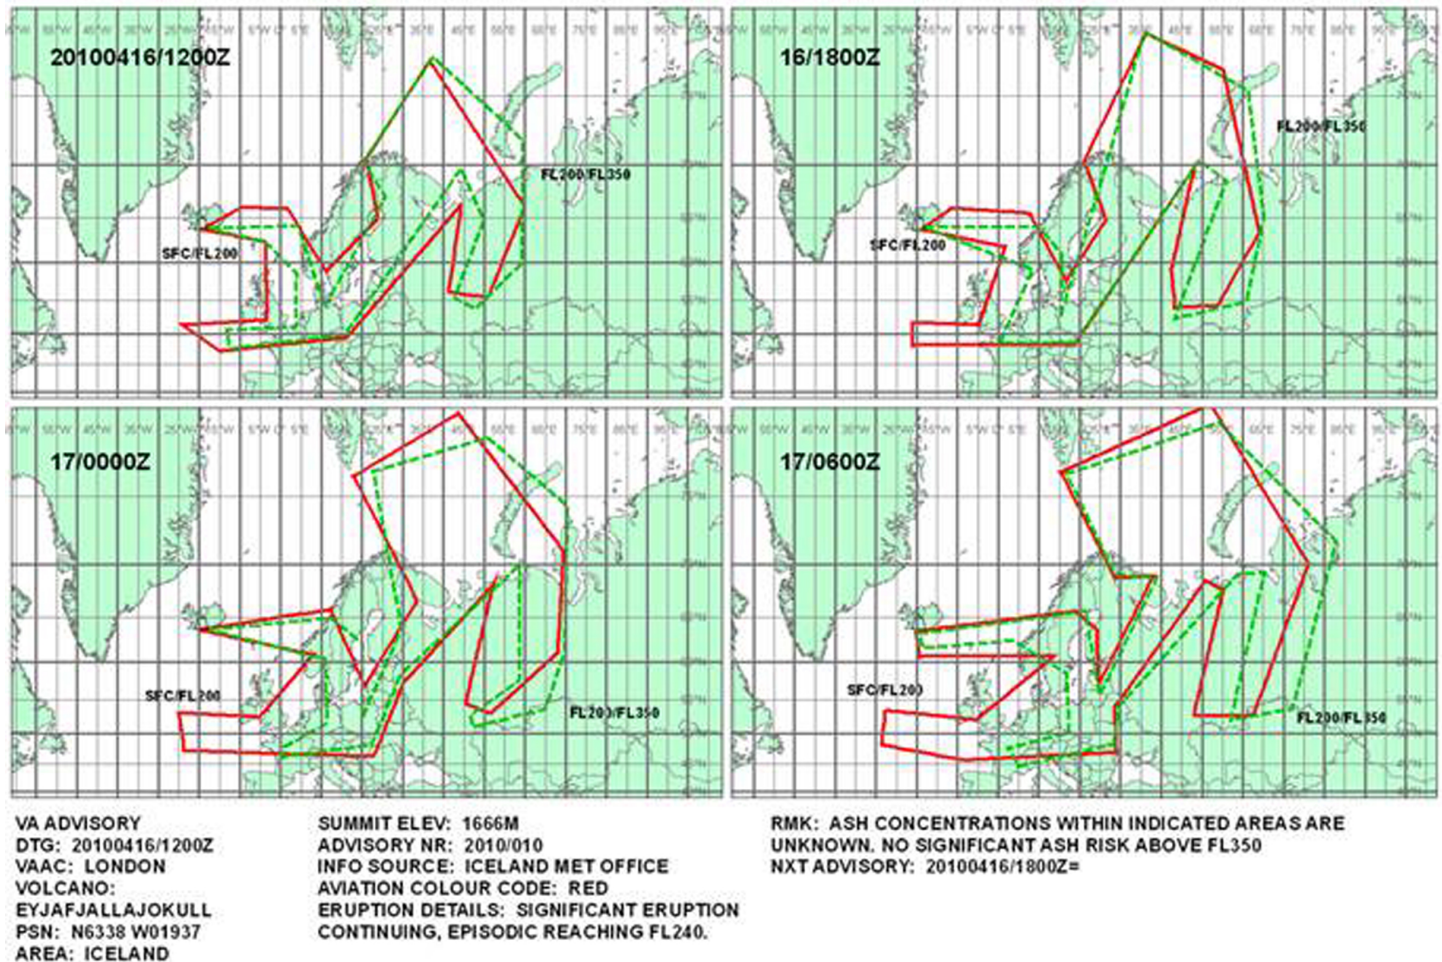 20100416/1200Z
FL200/FL350
SFC/FL200
16/1800Z
FL200/FL350
SFC/FL200
17/0000Z
SFC/FL200
FL200/FL350
17/0600Z
SFC/FL200
FL200/FL350
VA ADVISORY
DTG: 20100416/1200Z
VAAC: LONDON
VOLCANO:
EYJAFJALLAJOKULL
PSN: N6338 W01937
AREA: ICELAND
SUMMIT ELEV: 1666M
ADVISORY NR: 2010/010
INFO SOURCE: ICELAND MET OFFICE
AVIATION COLOUR CODE: RED
ERUPTION DETAILS: SIGNIFICANT ERUPTION
CONTINUING, EPISODIC REACHING FL240.
RMK: ASH CONCENTRATIONS WITHIN INDICATED AREAS ARE
UNKNOWN. NO SIGNIFICANT ASH RISK ABOVE FL350
NXT ADVISORY: 20100416/1800Z=